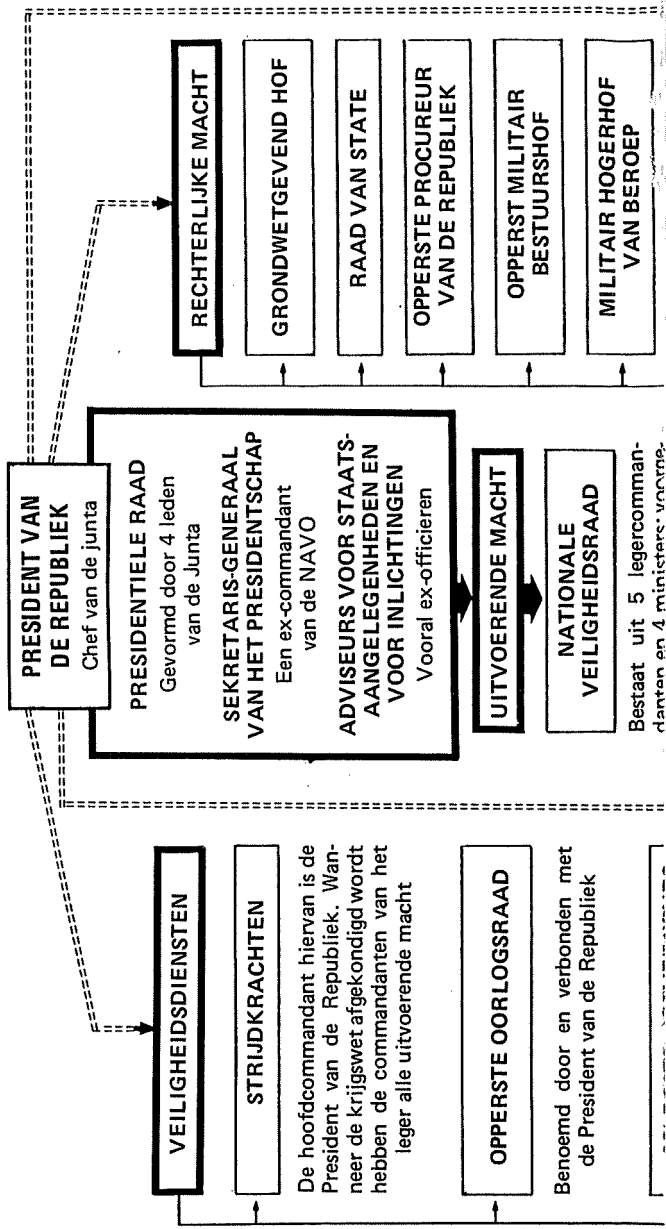 PRESIDENT VAN
DE REPUBLIEK
Chef van de junta
PRESIDENTIELE RAAD
Gevormd door 4 leden
van de Junta
SEKRETARIS-GENERAAL
VAN HET PRESIDENTSCHAP
Een ex-commandant
van de NAVO
ADVISEURS VOOR STAATS-
AANGELEGENHEDEN EN
VOOR INLICHTINGEN
Vooral ex-officieren
VEILIGHEIDSDIENSTEN
STRIJDKRACHTEN
De hoofdcommandant hiervan is de
President van de Republiek. Wan-
neer de krijgswet afgekondigd wordt
hebben de commandanten van het
leger alle uitvoerende macht
OPPERSTE OORLOGSRAAD
Benoemd door en verbonden met
de President van de Republiek
UITVOERENDE MACHT
NATIONALE
VEILIGHEIDSRAAD
Bestaat uit 5 legercomman-
danten en 4 ministers; voorge-
RECHTERLIJKE MACHT
GRONDWETGEVEND HOF
RAAD VAN STATE
OPPERSTE PROCUREUR
VAN DE REPUBLIEK
OPPERST MILITAIR
BESTUURSHOF
MILITAIR HOGERHOF
VAN BEROEP